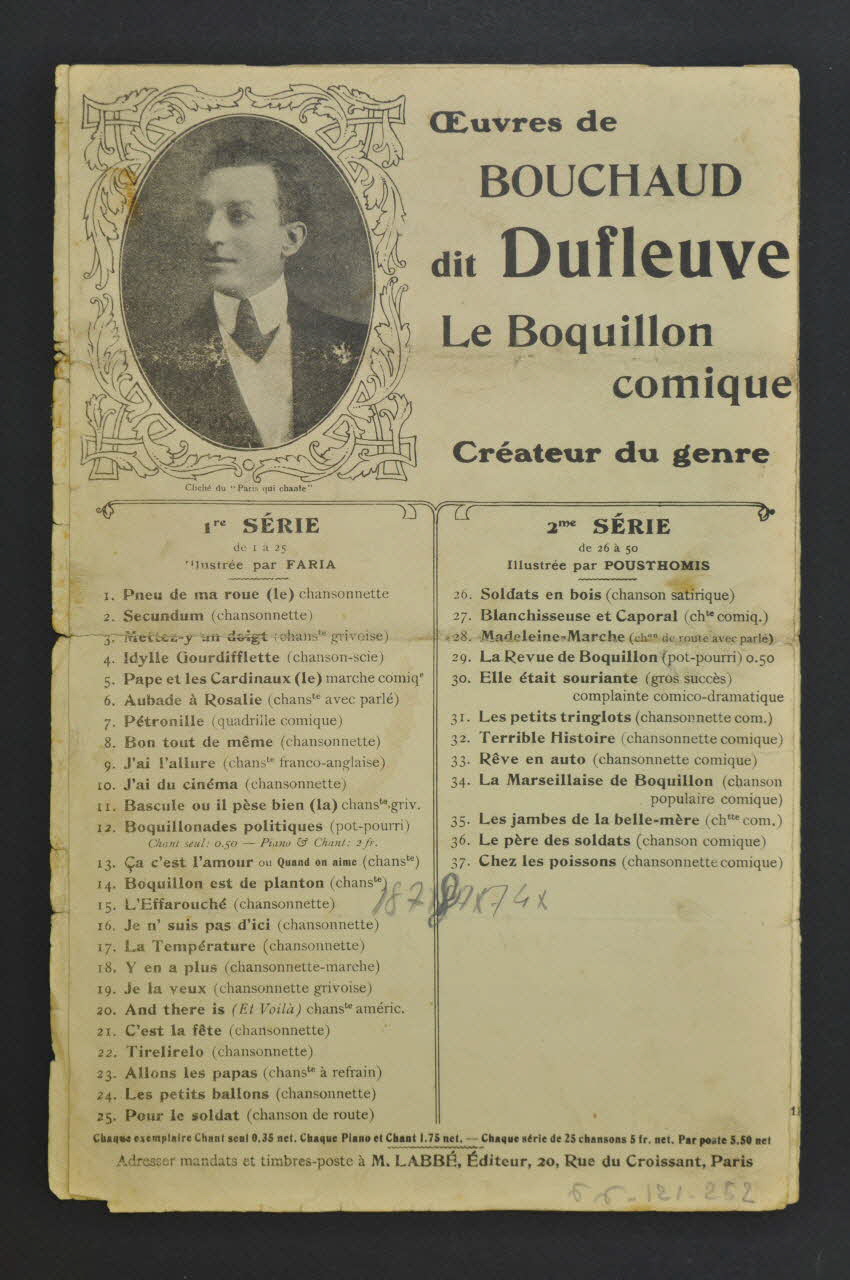 Œuvres de
BOUCHAUD
dit Dufleuve
Le Boquillon
comique
Créateur du genre
Cliché du "Paris qui chante"
1re SÉRIE
de 1 à 25
Illustrée par FARIA
1. Pneu de ma roue (le) chansonnette
2. Secundum (chansonnette)
3. Mettez-y un doigt (chanste grivoise)
4. Idylle Gourdifflette (chanson-scie)
5. Pape et les Cardinaux (le) marche comiqe
6. Aubade à Rosalie (chanste avec parlé)
7. Pétronille (quadrille comique)
8. Bon tout de même (chansonnette)
9. J'ai l'allure (chanste franco-anglaise)
10. J'ai du cinéma (chansonnette)
11. Bascule ou il pèse bien (la) chanste.griv.
12. Boquillonades politiques (pot-pourri)
Chant seul: 0.50 — Piano & Chant: 2 fr.
13. Ça c'est l'amour ou Quand on aime (chanste)
14. Boquillon est de planton (chanste)
15. L'Effarouché (chansonnette)
16. Je n' suis pas d'ici (chansonnette)
17. La Température (chansonnette)
18. Y en a plus (chansonnette-marche)
19. Je la veux (chansonnette grivoise)
20. And there is (Et Voilà) chanste améric.
21. C'est la fête (chansonnette)
22. Tirelirelo (chansonnette)
23. Allons les papas (chanste à refrain)
24. Les petits ballons (chansonnette)
25. Pour le soldat (chanson de route)
2me SÉRIE
de 26 à 50
Illustrée par POUSTHOMIS
26. Soldats en bois (chanson satirique)
27. Blanchisseuse et Caporal (chte comiq.)
28. Madeleine-Marche (chon de route avec parlé)
29. La Revue de Boquillon (pot-pourri) 0.50
30. Elle était souriante (gros succès)
complainte comico-dramatique
31. Les petits tringlots (chansonnette com.)
32. Terrible Histoire (chansonnette comique)
33. Rêve en auto (chansonnette comique)
34. La Marseillaise de Boquillon (chanson
populaire comique)
35. Les jambes de la belle-mère (chtte com.)
36. Le père des soldats (chanson comique)
37. Chez les poissons (chansonnette comique)
Chaque exemplaire Chant seul 0.35 net. Chaque Piano et Chant 1.75 net. — Chaque série de 25 chansons 5 fr. net. Par poste 5.50 net
Adresser mandats et timbres-poste à M. LABBÉ, Éditeur, 20, Rue du Croissant, Paris